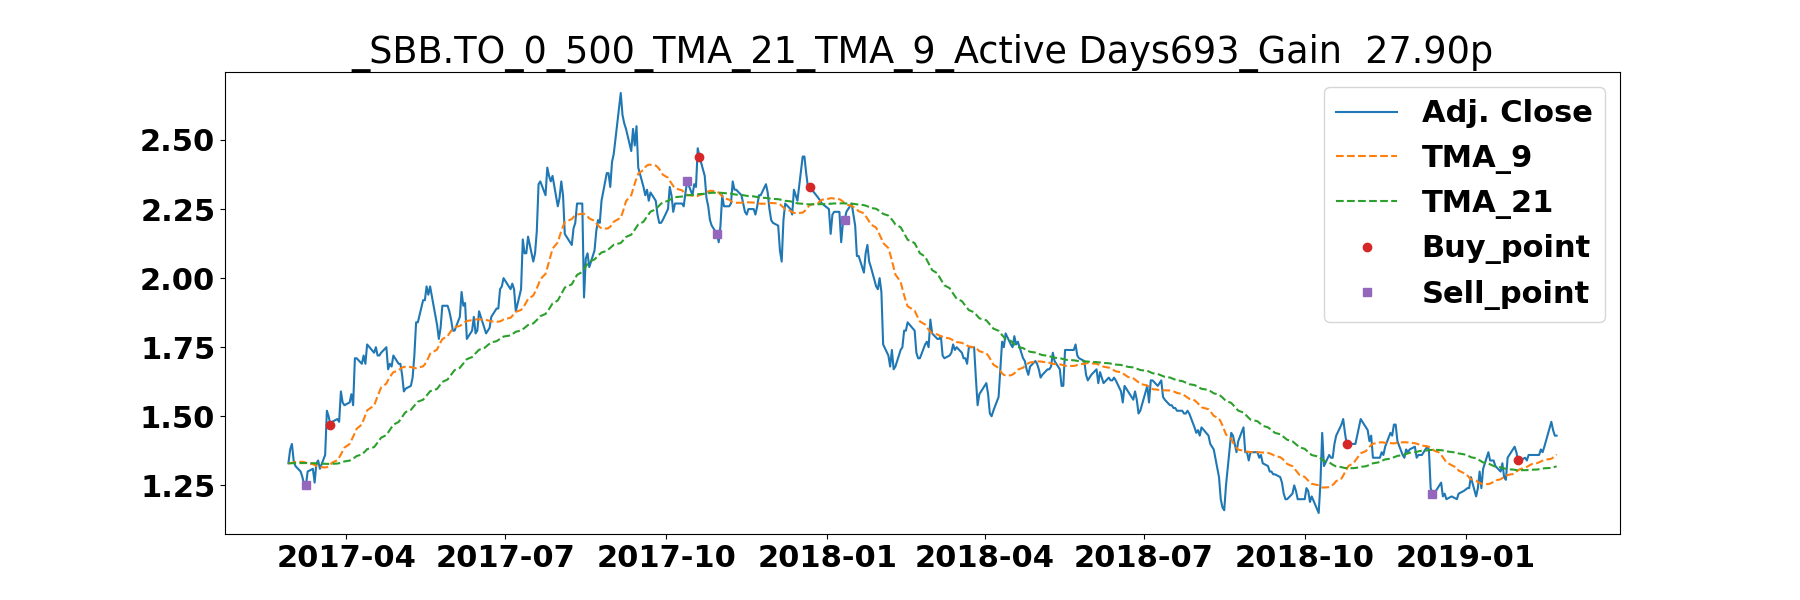 _SBB.TO_0_500_TMA_21_TMA_9_Active Days693_Gain  27.90p
2.50
2.25
2.00
1.75
1.50
1.25
Adj. Close
TMA_9
TMA_21
Buy_point
Sell_point
2017-04 2017-07 2017-10 2018-01 2018-04 2018-07 2018-10 2019-01